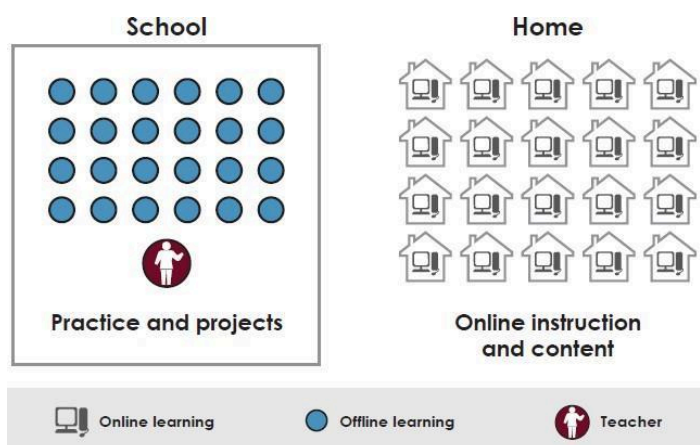 School
Home
Practice and projects
Online instruction
and content
Online learning
Offline learning
Teacher